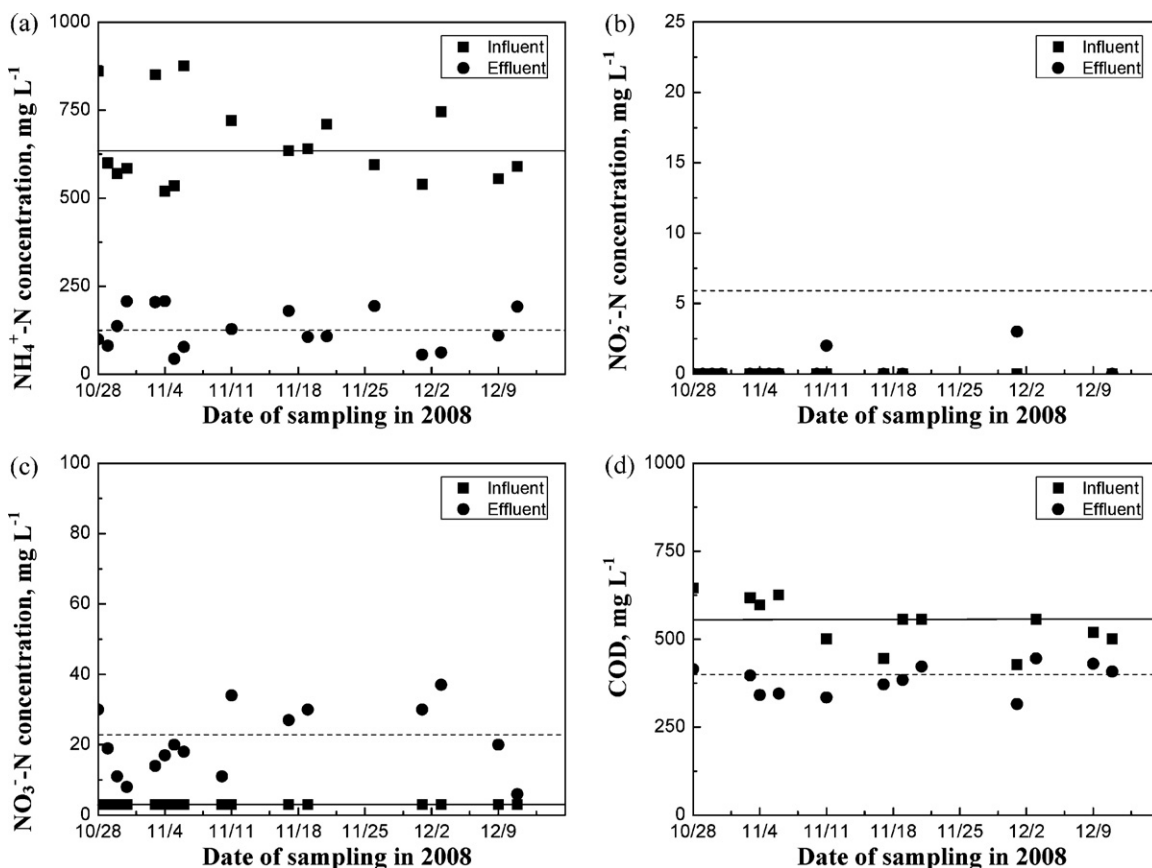 (a)
1000
750
500
250
0
NH₄⁺-N concentration, mg L⁻¹
Influent
Effluent
10/28 11/4 11/11 11/18 11/25 12/2 12/9
Date of sampling in 2008
(b)
25
20
15
10
5
0
NO₂⁻-N concentration, mg L⁻¹
Influent
Effluent
10/28 11/4 11/11 11/18 11/25 12/2 12/9
Date of sampling in 2008
(c)
100
80
60
40
20
0
NO₃⁻-N concentration, mg L⁻¹
Influent
Effluent
10/28 11/4 11/11 11/18 11/25 12/2 12/9
Date of sampling in 2008
(d)
1000
750
500
250
0
COD, mg L⁻¹
Influent
Effluent
10/28 11/4 11/11 11/18 11/25 12/2 12/9
Date of sampling in 2008